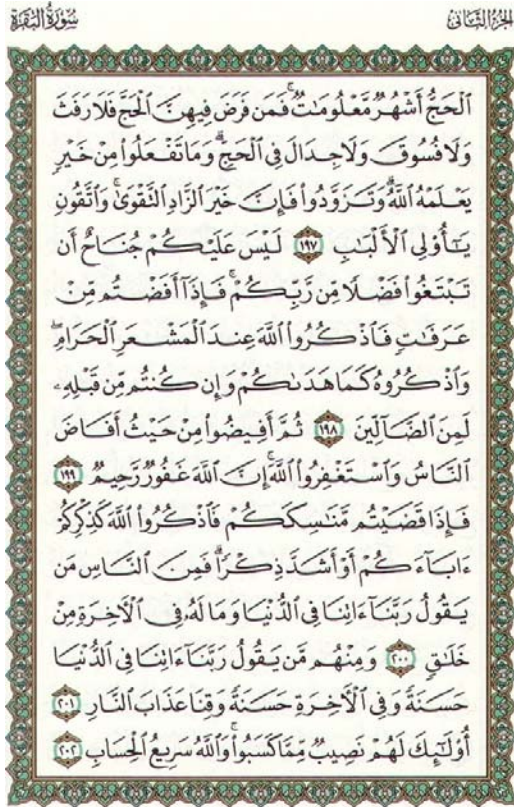 الجزء الثاني
سورة البقرة
ٱلْحَجُّ أَشْهُرٌ مَّعْلُومَٰتٌ ۚ فَمَن فَرَضَ فِيهِنَّ ٱلْحَجَّ فَلَا رَفَثَ
وَلَا فُسُوقَ وَلَا جِدَالَ فِى ٱلْحَجِّ ۗ وَمَا تَفْعَلُوا۟ مِنْ خَيْرٍ
يَعْلَمْهُ ٱللَّهُ ۗ وَتَزَوَّدُوا۟ فَإِنَّ خَيْرَ ٱلزَّادِ ٱلتَّقْوَىٰ ۚ وَٱتَّقُونِ
يَٰٓأُو۟لِى ٱلْأَلْبَٰبِ ١٩٧ لَيْسَ عَلَيْكُمْ جُنَاحٌ أَن
تَبْتَغُوا۟ فَضْلًا مِّن رَّبِّكُمْ ۚ فَإِذَآ أَفَضْتُم مِّنْ
عَرَفَٰتٍ فَٱذْكُرُوا۟ ٱللَّهَ عِندَ ٱلْمَشْعَرِ ٱلْحَرَامِ ۖ
وَٱذْكُرُوهُ كَمَا هَدَىٰكُمْ وَإِن كُنتُم مِّن قَبْلِهِۦ
لَمِنَ ٱلضَّآلِّينَ ١٩٨ ثُمَّ أَفِيضُوا۟ مِنْ حَيْثُ أَفَاضَ
ٱلنَّاسُ وَٱسْتَغْفِرُوا۟ ٱللَّهَ ۚ إِنَّ ٱللَّهَ غَفُورٌ رَّحِيمٌ ١٩٩
فَإِذَا قَضَيْتُم مَّنَٰسِكَكُمْ فَٱذْكُرُوا۟ ٱللَّهَ كَذِكْرِكُمْ
ءَابَآءَكُمْ أَوْ أَشَدَّ ذِكْرًا ۗ فَمِنَ ٱلنَّاسِ مَن
يَقُولُ رَبَّنَآ ءَاتِنَا فِى ٱلدُّنْيَا وَمَا لَهُۥ فِى ٱلْءَاخِرَةِ مِنْ
خَلَٰقٍ ٢٠٠ وَمِنْهُم مَّن يَقُولُ رَبَّنَآ ءَاتِنَا فِى ٱلدُّنْيَا
حَسَنَةً وَفِى ٱلْءَاخِرَةِ حَسَنَةً وَقِنَا عَذَابَ ٱلنَّارِ ٢٠١
أُو۟لَٰٓئِكَ لَهُمْ نَصِيبٌ مِّمَّا كَسَبُوا۟ ۚ وَٱللَّهُ سَرِيعُ ٱلْحِسَابِ ٢٠٢